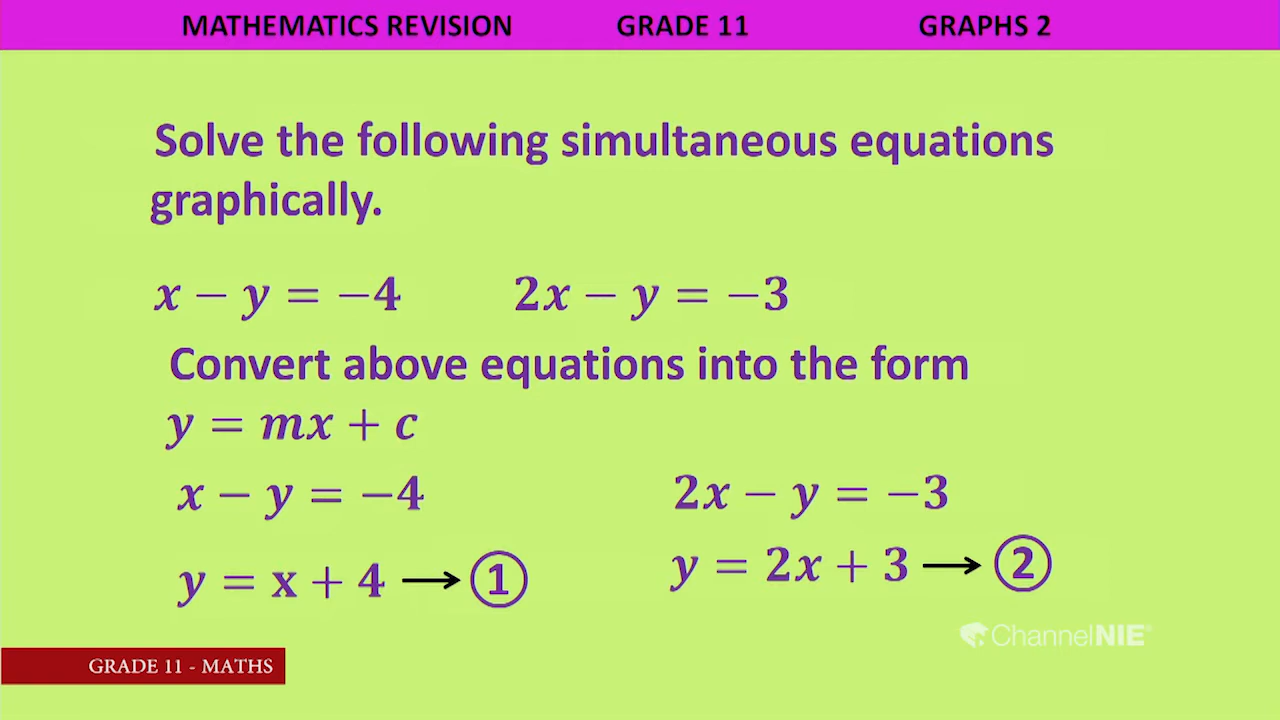 MATHEMATICS REVISION GRADE 11 GRAPHS 2
Solve the following simultaneous equations
graphically.
x − y = −4 2x − y = −3
Convert above equations into the form
y = mx + c
x − y = −4 2x − y = −3
y = x + 4 → ① y = 2x + 3 → ②
ChannelNIE
GRADE 11 - MATHS